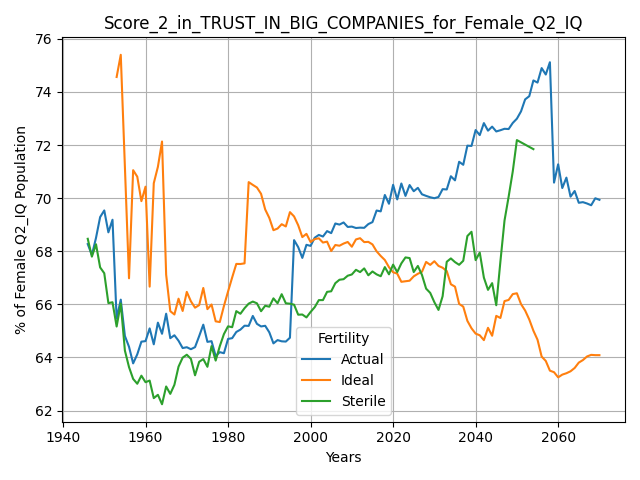 Score_2_in_TRUST_IN_BIG_COMPANIES_for_Female_Q2_IQ
76
74
72
70
68
66
64
62
% of Female Q2_IQ Population
Fertility
Actual
Ideal
Sterile
1940 1960 1980 2000 2020 2040 2060
Years